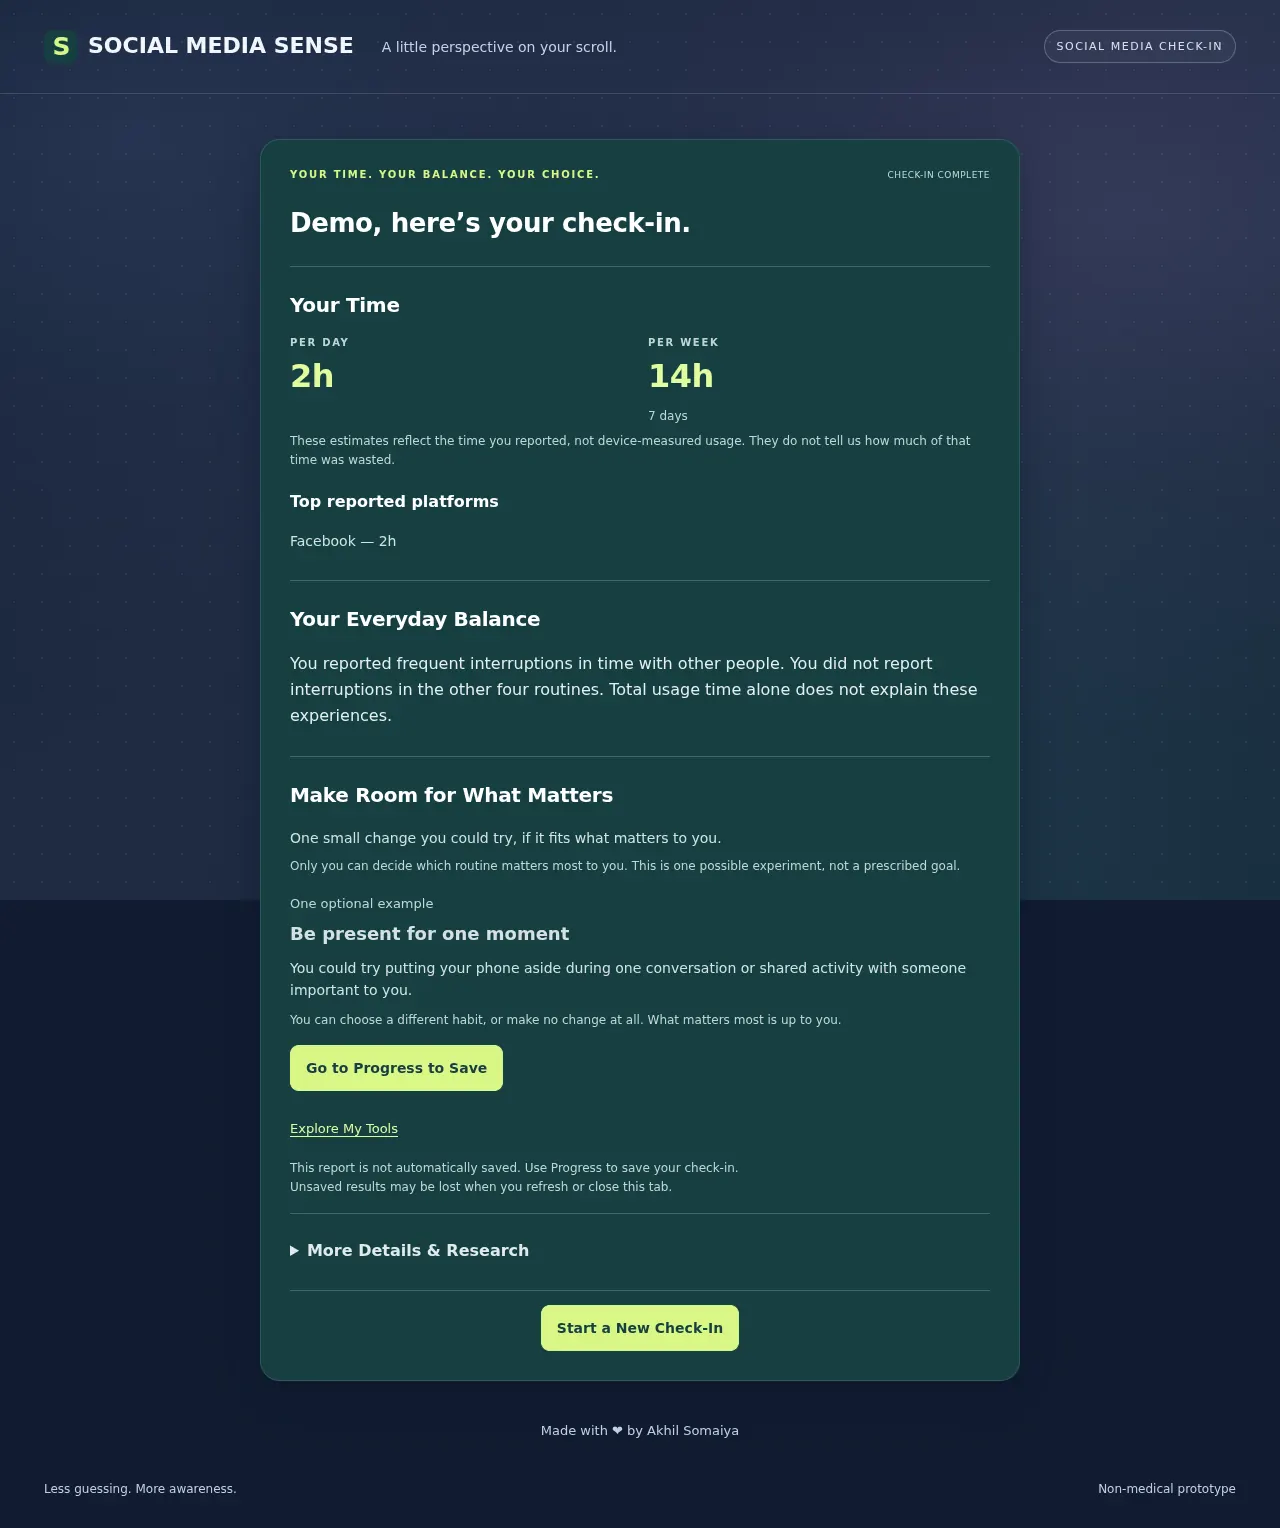 S SOCIAL MEDIA SENSE
A little perspective on your scroll.
SOCIAL MEDIA CHECK-IN
YOUR TIME. YOUR BALANCE. YOUR CHOICE.
CHECK-IN COMPLETE
Demo, here’s your check-in.
Your Time
PER DAY
2h
PER WEEK
14h
7 days
These estimates reflect the time you reported, not device-measured usage. They do not tell us how much of that
time was wasted.
Top reported platforms
Facebook — 2h
Your Everyday Balance
You reported frequent interruptions in time with other people. You did not report
interruptions in the other four routines. Total usage time alone does not explain these
experiences.
Make Room for What Matters
One small change you could try, if it fits what matters to you.
Only you can decide which routine matters most to you. This is one possible experiment, not a prescribed goal.
One optional example
Be present for one moment
You could try putting your phone aside during one conversation or shared activity with someone
important to you.
You can choose a different habit, or make no change at all. What matters most is up to you.
Go to Progress to Save
Explore My Tools
This report is not automatically saved. Use Progress to save your check-in.
Unsaved results may be lost when you refresh or close this tab.
▶ More Details & Research
Start a New Check-In
Made with ❤ by Akhil Somaiya
Less guessing. More awareness.
Non-medical prototype